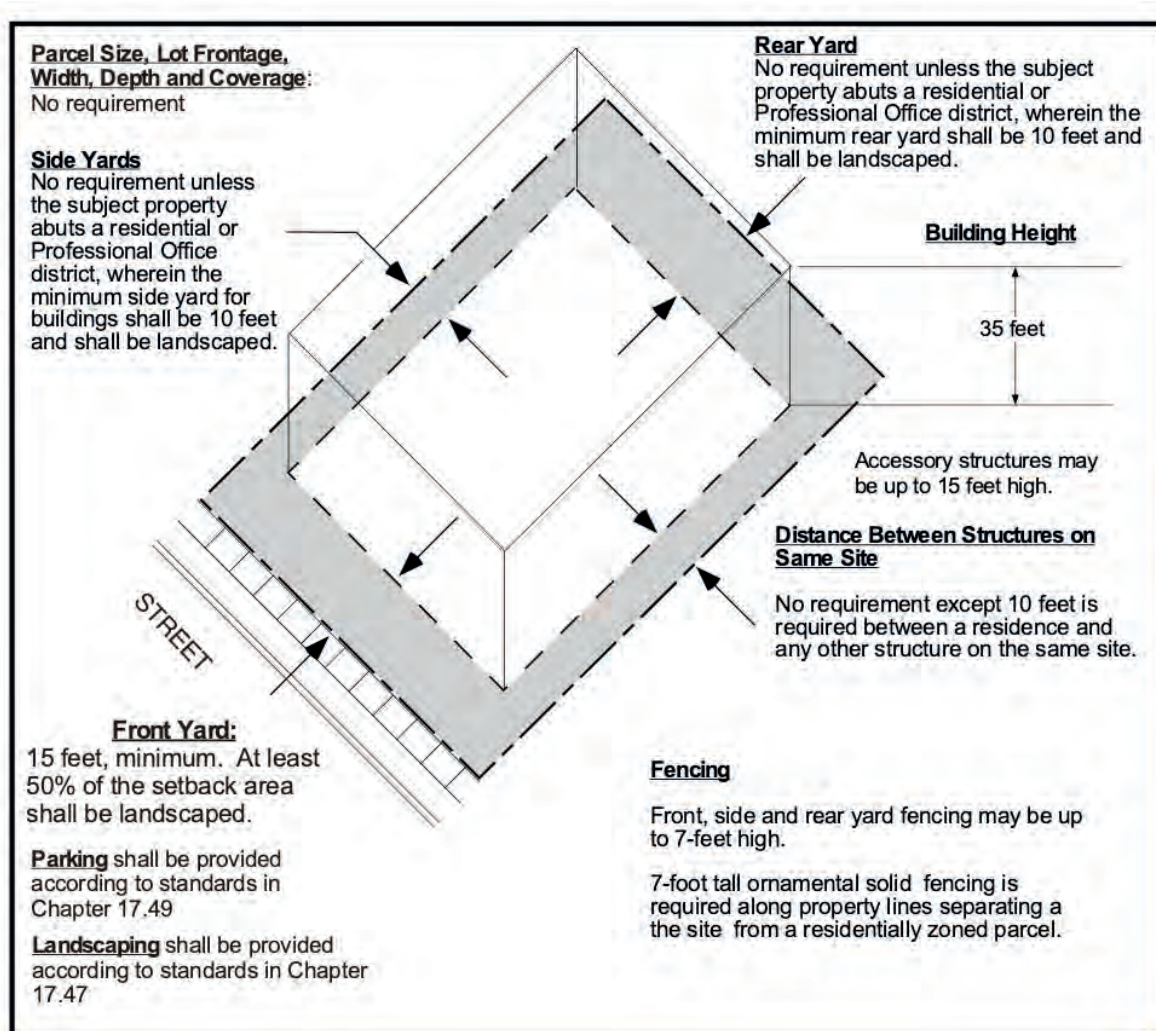 Parcel Size, Lot Frontage,
Width, Depth and Coverage:
No requirement
Side Yards
No requirement unless
the subject property
abuts a residential or
Professional Office
district, wherein the
minimum side yard for
buildings shall be 10 feet
and shall be landscaped.
Rear Yard
No requirement unless the subject
property abuts a residential or
Professional Office district, wherein the
minimum rear yard shall be 10 feet and
shall be landscaped.
Building Height
35 feet
Accessory structures may
be up to 15 feet high.
Distance Between Structures on
Same Site
No requirement except 10 feet is
required between a residence and
any other structure on the same site.
STREET
Front Yard:
15 feet, minimum. At least
50% of the setback area
shall be landscaped.
Parking shall be provided
according to standards in
Chapter 17.49
Landscaping shall be provided
according to standards in Chapter
17.47
Fencing
Front, side and rear yard fencing may be up
to 7-feet high.
7-foot tall ornamental solid fencing is
required along property lines separating a
the site from a residentially zoned parcel.